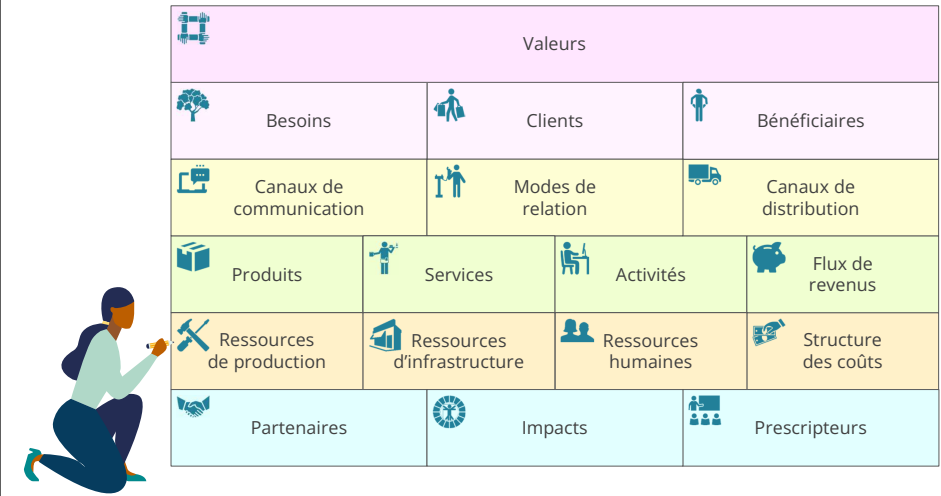 Valeurs
Besoins
Clients
Bénéficiaires
Canaux de
communication
Modes de
relation
Canaux de
distribution
Produits
Services
Activités
Flux de
revenus
Ressources
de production
Ressources
d'infrastructure
Ressources
humaines
Structure
des coûts
Partenaires
Impacts
Prescripteurs